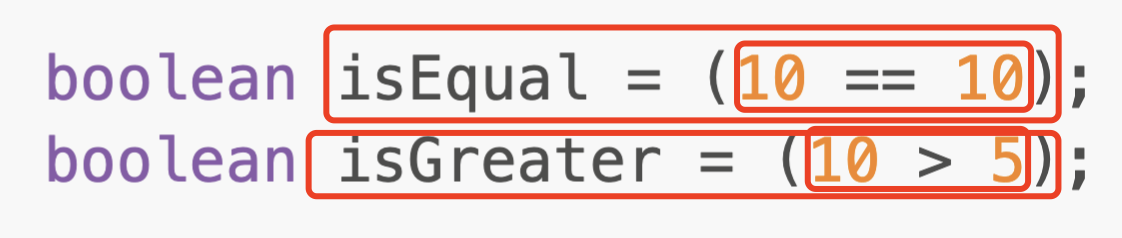 boolean isEqual = (10 == 10);
boolean isGreater = (10 > 5);